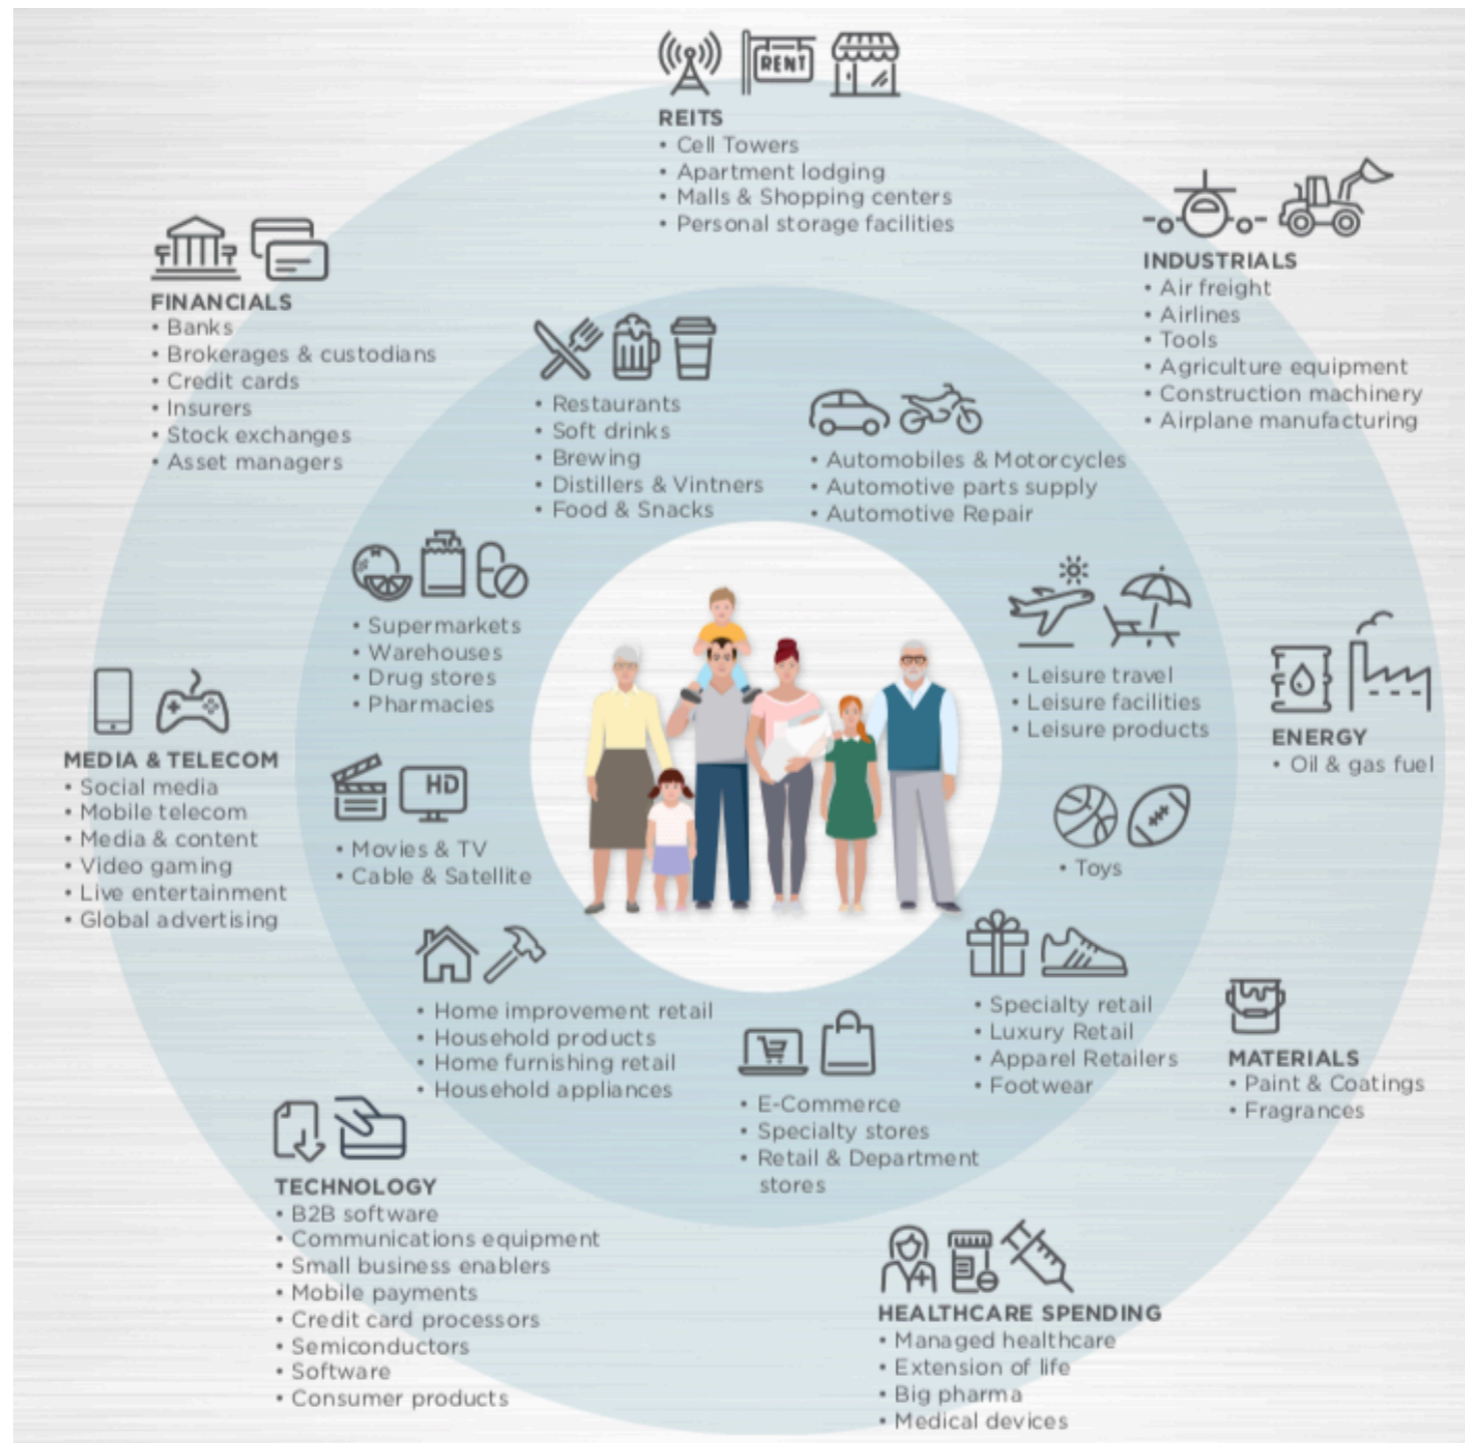 RENT
REITS
• Cell Towers
• Apartment lodging
• Malls & Shopping centers
• Personal storage facilities
INDUSTRIALS
• Air freight
• Airlines
• Tools
• Agriculture equipment
• Construction machinery
• Airplane manufacturing
FINANCIALS
• Banks
• Brokerages & custodians
• Credit cards
• Insurers
• Stock exchanges
• Asset managers
• Restaurants
• Soft drinks
• Brewing
• Distillers & Vintners
• Food & Snacks
• Automobiles & Motorcycles
• Automotive parts supply
• Automotive Repair
• Supermarkets
• Warehouses
• Drug stores
• Pharmacies
• Leisure travel
• Leisure facilities
• Leisure products
ENERGY
• Oil & gas fuel
MEDIA & TELECOM
• Social media
• Mobile telecom
• Media & content
• Video gaming
• Live entertainment
• Global advertising
HD
• Movies & TV
• Cable & Satellite
• Toys
• Home improvement retail
• Household products
• Home furnishing retail
• Household appliances
• E-Commerce
• Specialty stores
• Retail & Department
stores
• Specialty retail
• Luxury Retail
• Apparel Retailers
• Footwear
MATERIALS
• Paint & Coatings
• Fragrances
TECHNOLOGY
• B2B software
• Communications equipment
• Small business enablers
• Mobile payments
• Credit card processors
• Semiconductors
• Software
• Consumer products
HEALTHCARE SPENDING
• Managed healthcare
• Extension of life
• Big pharma
• Medical devices